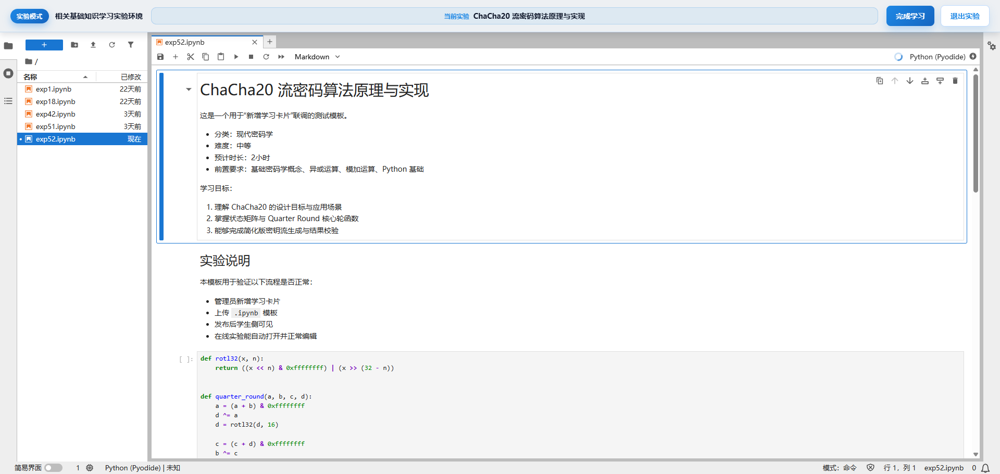 实验模式 相关基础知识学习实验环境 当前实验 ChaCha20 流密码算法原理与实现 完成学习 退出实验
exp52.ipynb
Markdown Python (Pyodide)
/
名称 已修改
exp1.ipynb 22天前
exp18.ipynb 22天前
exp42.ipynb 3天前
exp51.ipynb 3天前
exp52.ipynb 现在
ChaCha20 流密码算法原理与实现
这是一个用于“新增学习卡片”联调的测试模板。
分类：现代密码学
难度：中等
预计时长：2小时
前置要求：基础密码学概念、异或运算、模加运算、Python 基础
学习目标：
1. 理解 ChaCha20 的设计目标与应用场景
2. 掌握状态矩阵与 Quarter Round 核心轮函数
3. 能够完成简化版密钥流生成与结果校验
实验说明
本模板用于验证以下流程是否正常：
管理员新增学习卡片
上传 .ipynb 模板
发布后学生侧可见
在线实验能自动打开并正常编辑
[ ]:
def rotl32(x, n):
    return ((x << n) & 0xffffffff) | (x >> (32 - n))
def quarter_round(a, b, c, d):
    a = (a + b) & 0xffffffff
    d ^= a
    d = rotl32(d, 16)
    c = (c + d) & 0xffffffff
    b ^= c
简易界面 1 Python (Pyodide) | 未知 模式：命令 行 1，列 1 exp52.ipynb 0